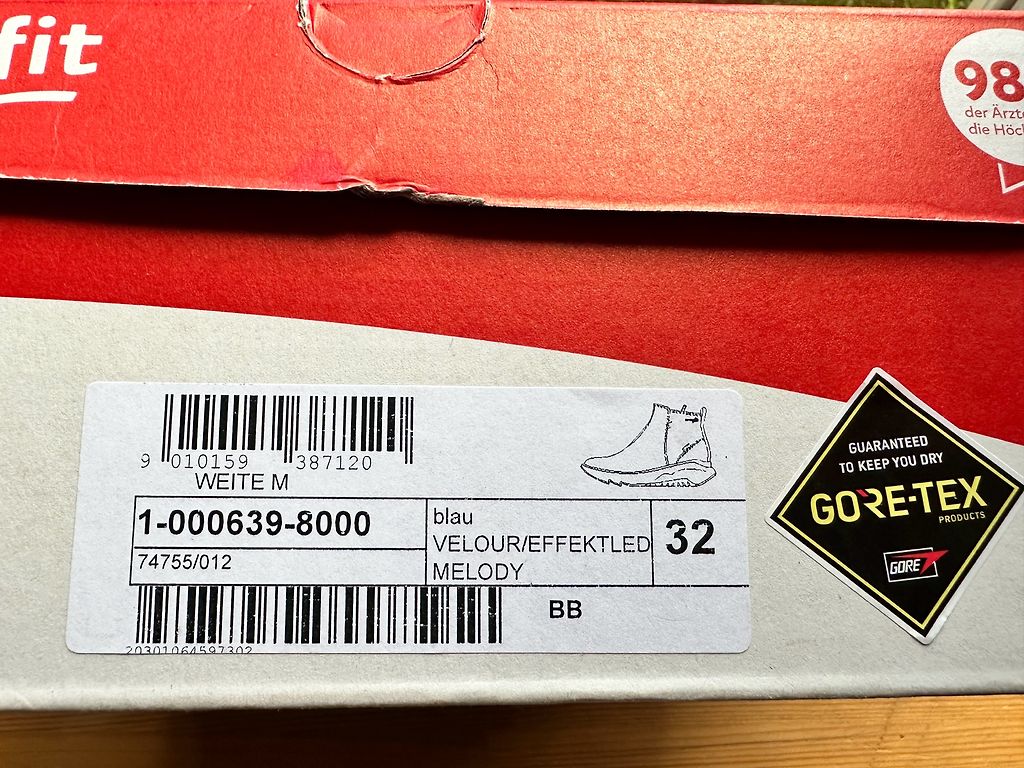 fit
98
der Ärzte
die Höch
9 010159 387120
WEITE M
1-000639-8000
74755/012
blau
VELOUR/EFFEKTLED
MELODY
32
BB
20301064597302
GUARANTEED
TO KEEP YOU DRY
GORE-TEX
PRODUCTS
GORE